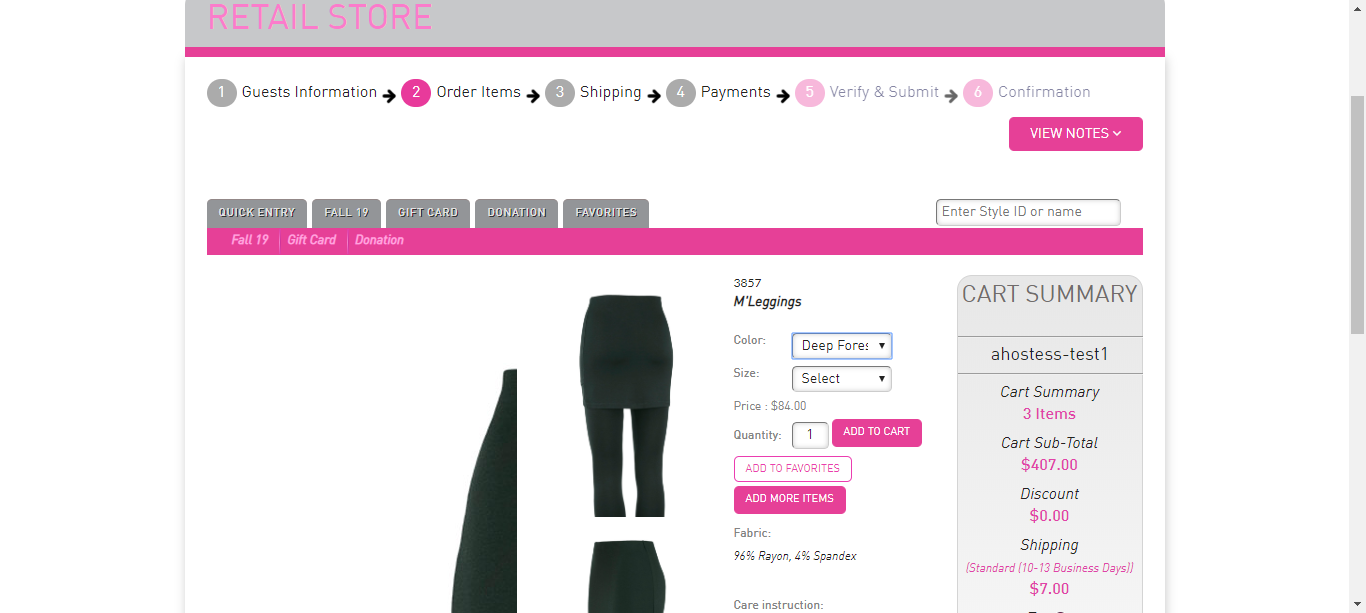 RETAIL STORE
1 Guests Information 2 Order Items 3 Shipping 4 Payments 5 Verify & Submit 6 Confirmation
VIEW NOTES
QUICK ENTRY FALL 19 GIFT CARD DONATION FAVORITES Enter Style ID or name
Fall 19 Gift Card Donation
3857
M'Leggings
Color: Deep Fores
Size: Select
Price : $84.00
Quantity: 1 ADD TO CART
ADD TO FAVORITES
ADD MORE ITEMS
Fabric:
96% Rayon, 4% Spandex
Care instruction:
CART SUMMARY
ahostess-test1
Cart Summary
3 Items
Cart Sub-Total
$407.00
Discount
$0.00
Shipping
(Standard (10-13 Business Days))
$7.00